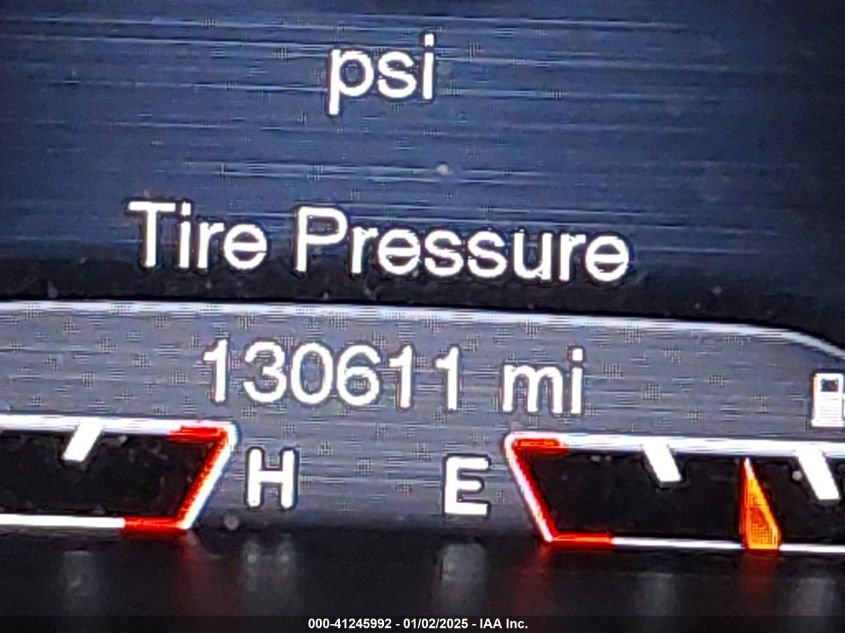 psi
Tire Pressure
130611 mi
H E
000-41245992 - 01/02/2025 - IAA Inc.